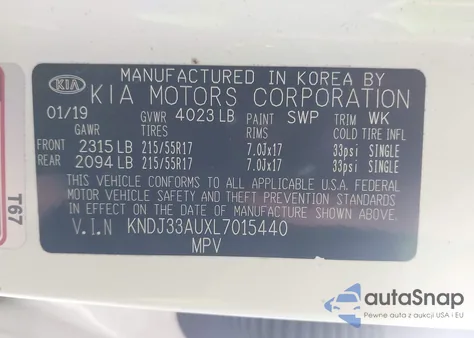 MANUFACTURED IN KOREA BY
KIA KIA MOTORS CORPORATION
01/19 GVWR 4023 LB PAINT SWP TRIM WK
GAWR TIRES RIMS COLD TIRE INFL
FRONT 2315 LB 215/55R17 7.0Jx17 33psi SINGLE
REAR 2094 LB 215/55R17 7.0Jx17 33psi SINGLE
THIS VEHICLE CONFORMS TO ALL APPLICABLE U.S.A. FEDERAL
MOTOR VEHICLE SAFETY AND THEFT PREVENTION STANDARDS
IN EFFECT ON THE DATE OF MANUFACTURE SHOWN ABOVE.
V.I.N KNDJ33AUXL7015440
MPV
T67
autoSnap
Pewne auta z aukcji USA i EU